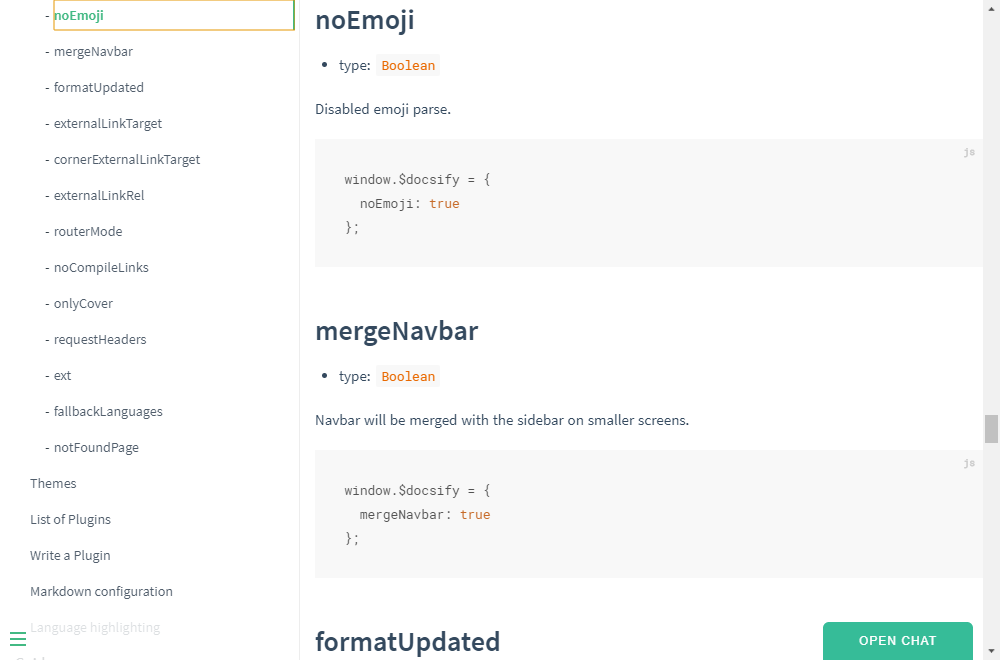 - noEmoji
- mergeNavbar
- formatUpdated
- externalLinkTarget
- cornerExternalLinkTarget
- externalLinkRel
- routerMode
- noCompileLinks
- onlyCover
- requestHeaders
- ext
- fallbackLanguages
- notFoundPage
Themes
List of Plugins
Write a Plugin
Markdown configuration
Language highlighting
noEmoji
• type: Boolean
Disabled emoji parse.
js
window.$docsify = {
  noEmoji: true
};
mergeNavbar
• type: Boolean
Navbar will be merged with the sidebar on smaller screens.
js
window.$docsify = {
  mergeNavbar: true
};
formatUpdated
OPEN CHAT